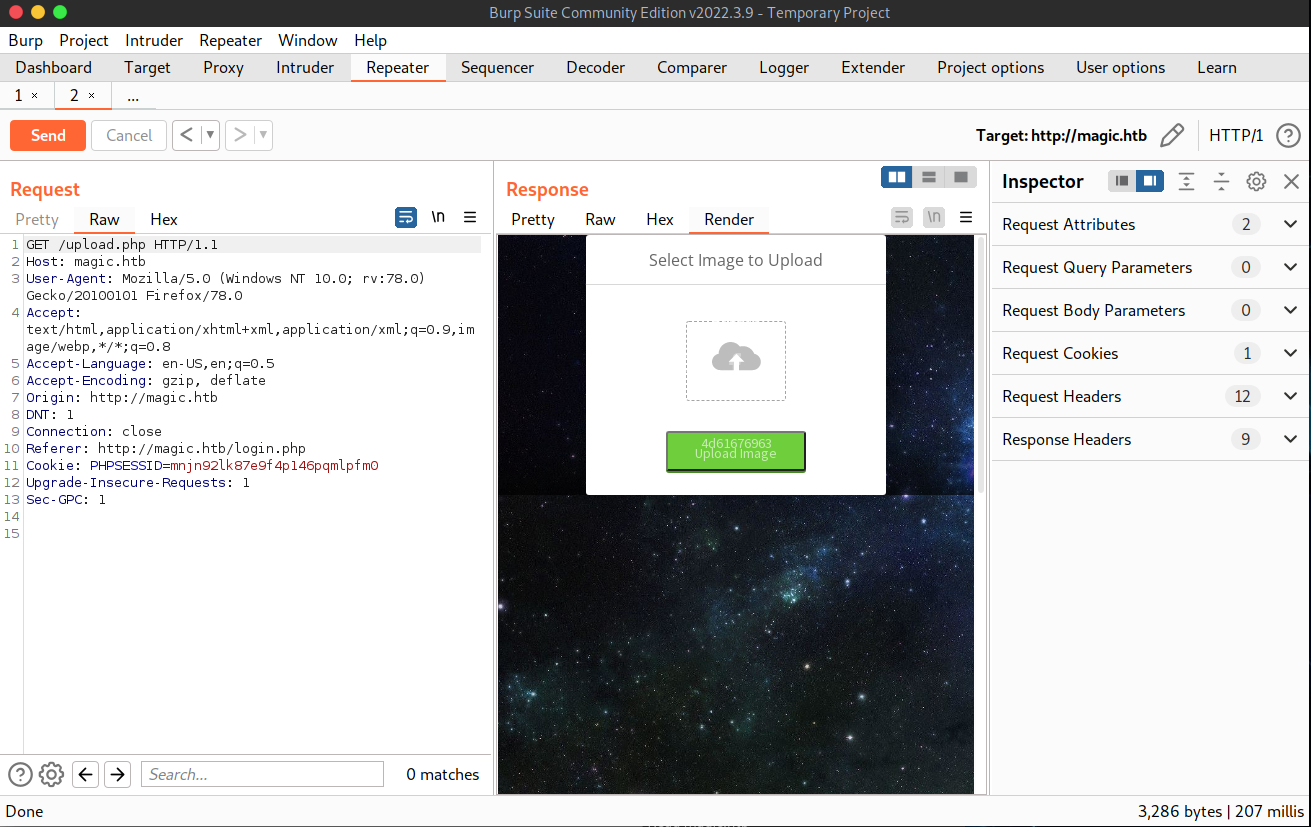 Burp Suite Community Edition v2022.3.9 - Temporary Project
Burp Project Intruder Repeater Window Help
Dashboard Target Proxy Intruder Repeater Sequencer Decoder Comparer Logger Extender Project options User options Learn
1 × 2 × ...
Send Cancel < ▼ > ▼ Target: http://magic.htb HTTP/1 ?
Request
Pretty Raw Hex \n
1 GET /upload.php HTTP/1.1
2 Host: magic.htb
3 User-Agent: Mozilla/5.0 (Windows NT 10.0; rv:78.0)
Gecko/20100101 Firefox/78.0
4 Accept:
text/html,application/xhtml+xml,application/xml;q=0.9,im
age/webp,*/*;q=0.8
5 Accept-Language: en-US,en;q=0.5
6 Accept-Encoding: gzip, deflate
7 Origin: http://magic.htb
8 DNT: 1
9 Connection: close
10 Referer: http://magic.htb/login.php
11 Cookie: PHPSESSID=mnjn92lk87e9f4p146pqmlpfm0
12 Upgrade-Insecure-Requests: 1
13 Sec-GPC: 1
14
15
? Search... 0 matches
Response
Pretty Raw Hex Render \n
Select Image to Upload
4d61676963
Upload Image
Inspector
Request Attributes 2
Request Query Parameters 0
Request Body Parameters 0
Request Cookies 1
Request Headers 12
Response Headers 9
Done 3,286 bytes | 207 millis